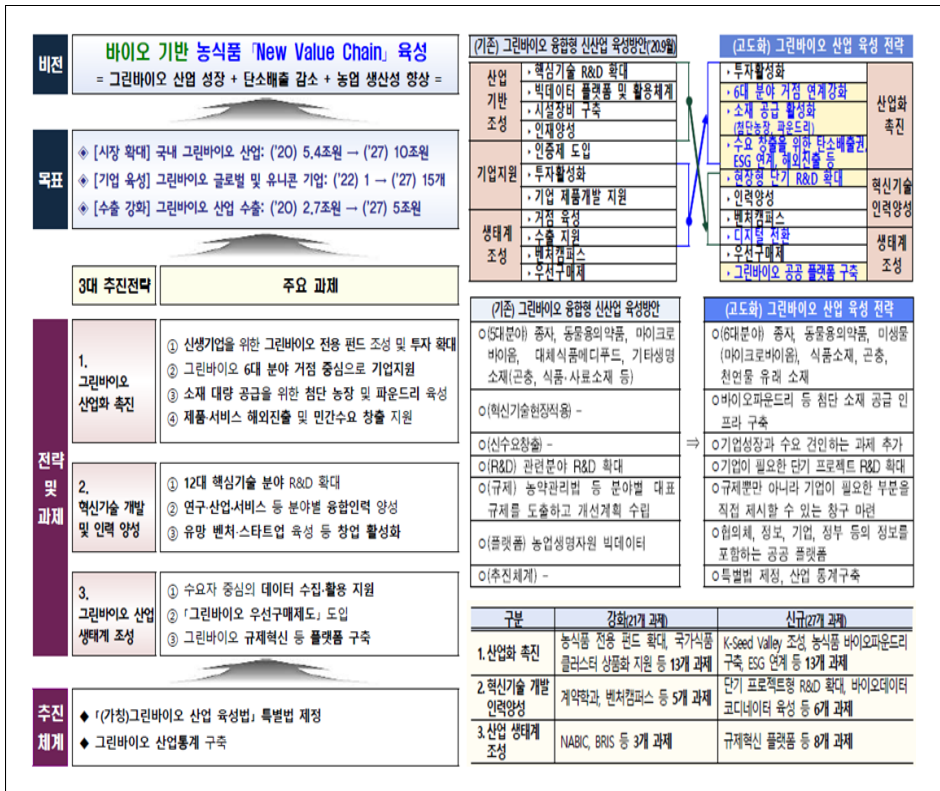 비전
바이오 기반 농식품 「New Value Chain」 육성
= 그린바이오 산업 성장 + 탄소배출 감소 + 농업 생산성 향상 =
목표
◈ [시장 확대] 국내 그린바이오 산업: ('20) 5.4조원 → ('27) 10조원
◈ [기업 육성] 그린바이오 글로벌 및 유니콘 기업: ('22) 1 → ('27) 15개
◈ [수출 강화] 그린바이오 산업 수출: ('20) 2.7조원 → ('27) 5조원
3대 추진전략
주요 과제
전략
및
과제
1.
그린바이오
산업화 촉진
① 신생기업을 위한 그린바이오 전용 펀드 조성 및 투자 확대
② 그린바이오 6대 분야 거점 중심으로 기업지원
③ 소재 대량 공급을 위한 첨단 농장 및 파운드리 육성
④ 제품·서비스 해외진출 및 민간수요 창출 지원
2.
혁신기술 개발
및 인력 양성
① 12대 핵심기술 분야 R&D 확대
② 연구·산업·서비스 등 분야별 융합인력 양성
③ 유망 벤처·스타트업 육성 등 창업 활성화
3.
그린바이오 산업
생태계 조성
① 수요자 중심의 데이터 수집·활용 지원
② 「그린바이오 우선구매제도」 도입
③ 그린바이오 규제혁신 등 플랫폼 구축
추진
체계
◆ 「(가칭)그린바이오 산업 육성법」 특별법 제정
◆ 그린바이오 산업통계 구축
(기존) 그린바이오 융합형 신산업 육성방안('20.9월)
산업
기반
조성
· 핵심기술 R&D 확대
· 빅데이터 플랫폼 및 활용체계
· 시설장비 구축
· 인재양성
기업지원
· 인증제 도입
· 투자활성화
· 기업 제품개발 지원
생태계
조성
· 거점 육성
· 수출 지원
· 벤처캠퍼스
· 우선구매제
(고도화) 그린바이오 산업 육성 전략
· 투자활성화
· 6대 분야 거점 연계강화
· 소재 공급 활성화
(첨단농장, 파운드리)
· 수요 창출을 위한 탄소배출권,
ESG 연계, 해외진출 등
산업화
촉진
· 현장형 단기 R&D 확대
· 인력양성
· 벤처캠퍼스
혁신기술
인력양성
· 디지털 전환
· 우선구매제
· 그린바이오 공공 플랫폼 구축
생태계
조성
(기존) 그린바이오 융합형 신산업 육성방안
(고도화) 그린바이오 산업 육성 전략
○(5대분야) 종자, 동물용의약품, 마이크로
바이옴, 대체식품메디푸드, 기타생명
소재(곤충, 식품·사료소재 등)
○(6대분야) 종자, 동물용의약품, 미생물
(마이크로바이옴), 식품소재, 곤충,
천연물 유래 소재
○(혁신기술현장적용) –
○바이오파운드리 등 첨단 소재 공급 인
프라 구축
○(신수요창출) –
⇒
○기업성장과 수요 견인하는 과제 추가
○(R&D) 관련분야 R&D 확대
○기업이 필요한 단기 프로젝트 R&D 확대
○(규제) 농약관리법 등 분야별 대표
규제를 도출하고 개선계획 수립
○규제뿐만 아니라 기업이 필요한 부분을
직접 제시할 수 있는 창구 마련
○(플랫폼) 농업생명자원 빅데이터
○협의체, 정보, 기업, 정부 등의 정보를
포함하는 공공 플랫폼
○(추진체계) –
○특별법 제정, 산업 통계구축
구분
강화(21개 과제)
신규(27개 과제)
1. 산업화 촉진
농식품 전용 펀드 확대, 국가식품
클러스터 상품화 지원 등 13개 과제
K-Seed Valley 조성, 농식품 바이오파운드리
구축, ESG 연계 등 13개 과제
2. 혁신기술 개발
인력양성
계약학과, 벤처캠퍼스 등 5개 과제
단기 프로젝트형 R&D 확대, 바이오데이터
코디네이터 육성 등 6개 과제
3. 산업 생태계
조성
NABIC, BRIS 등 3개 과제
규제혁신 플랫폼 등 8개 과제